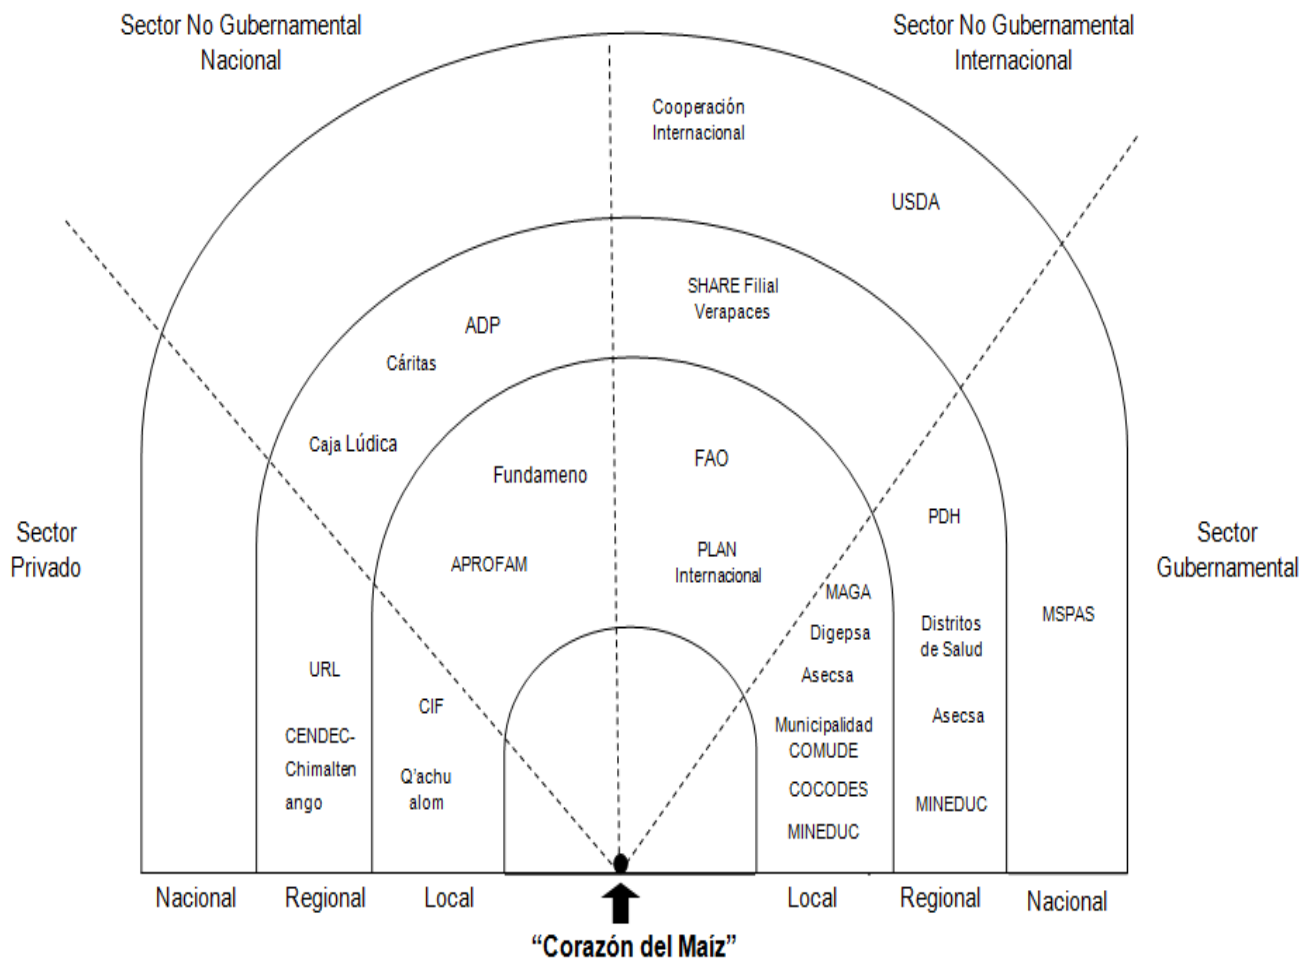 Sector No Gubernamental
Nacional
Sector No Gubernamental
Internacional
Cooperación
Internacional
USDA
SHARE Filial
Verapaces
ADP
Cáritas
Caja Lúdica
Fundameno
FAO
APROFAM
PLAN
Internacional
Sector
Privado
Sector
Gubernamental
PDH
MAGA
Digepsa
Asecsa
Municipalidad
COMUDE
COCODES
MINEDUC
Distritos
de Salud
Asecsa
MINEDUC
MSPAS
URL
CENDEC-
Chimalten
ango
CIF
Q'achu
alom
Nacional
Regional
Local
Local
Regional
Nacional
“Corazón del Maíz”